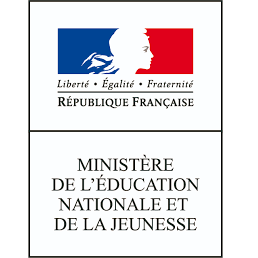 Liberté • Égalité • Fraternité
RÉPUBLIQUE FRANÇAISE
MINISTÈRE
DE L'ÉDUCATION
NATIONALE ET
DE LA JEUNESSE